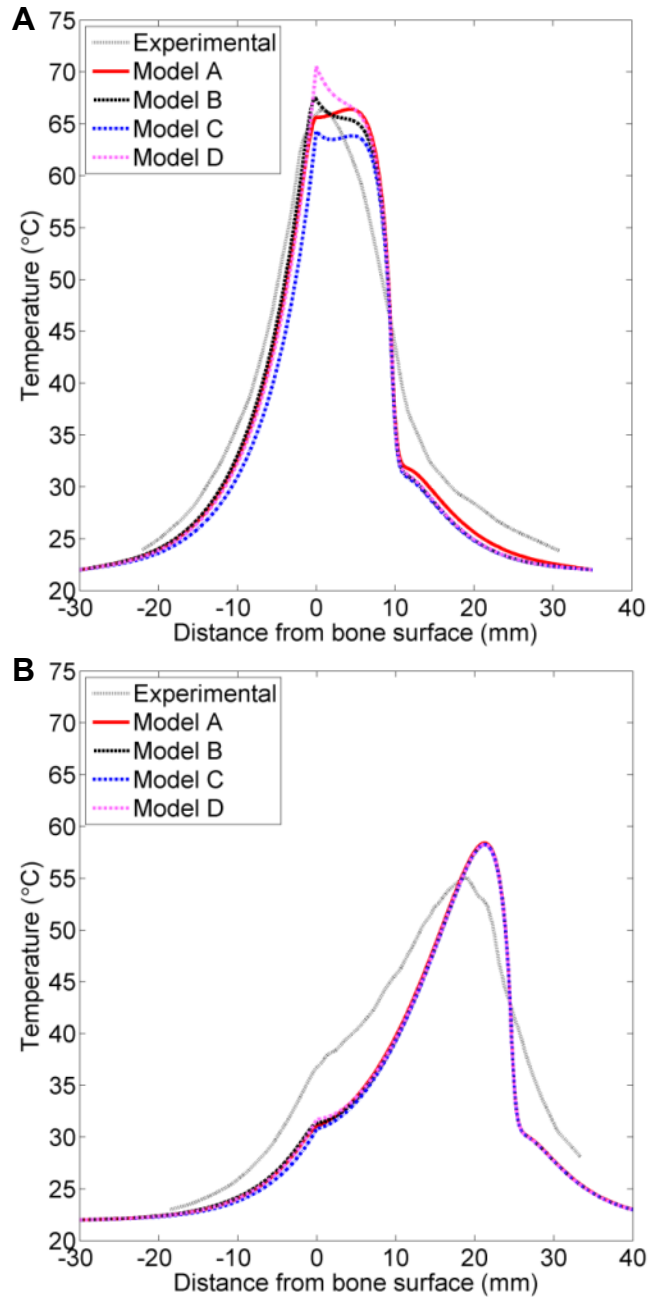 A
75
70
65
60
55
50
45
40
35
30
25
20
Temperature (°C)
Experimental
Model A
Model B
Model C
Model D
-30 -20 -10 0 10 20 30 40
Distance from bone surface (mm)
B
75
70
65
60
55
50
45
40
35
30
25
20
Temperature (°C)
Experimental
Model A
Model B
Model C
Model D
-30 -20 -10 0 10 20 30 40
Distance from bone surface (mm)